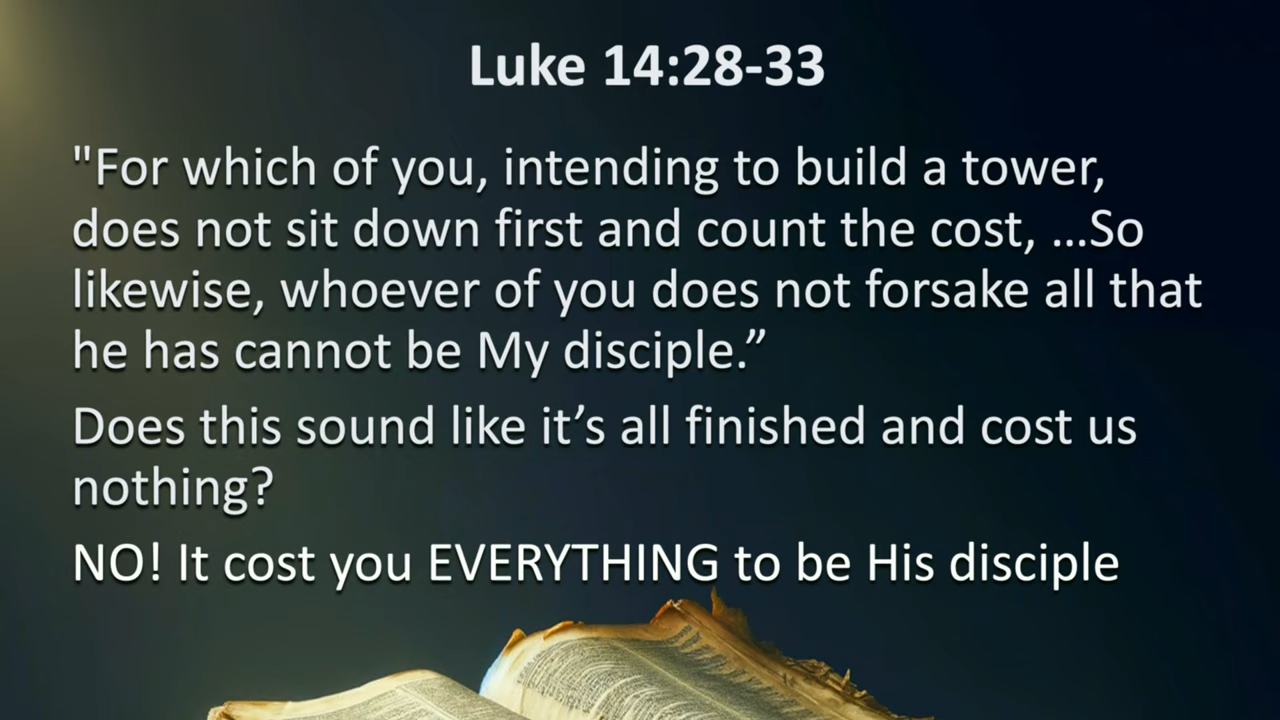 Luke 14:28-33
"For which of you, intending to build a tower,
does not sit down first and count the cost, ...So
likewise, whoever of you does not forsake all that
he has cannot be My disciple.”
Does this sound like it’s all finished and cost us
nothing?
NO! It cost you EVERYTHING to be His disciple